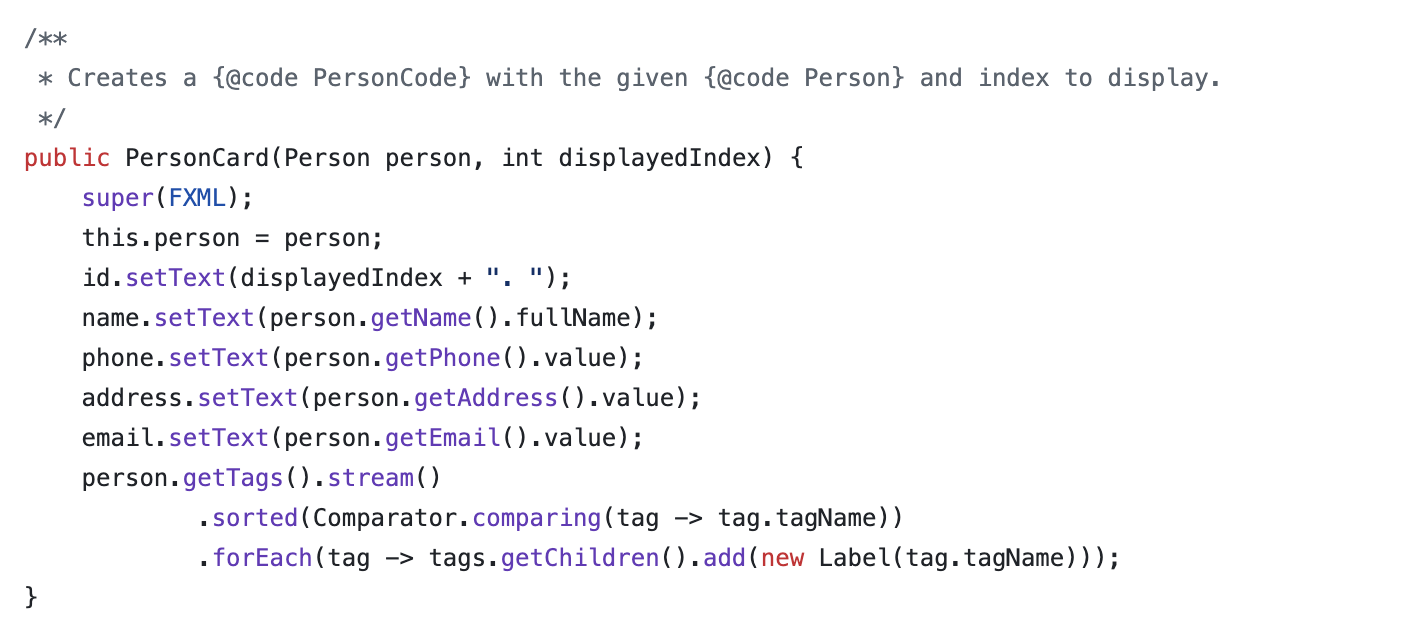 /**
 * Creates a {@code PersonCode} with the given {@code Person} and index to display.
 */
public PersonCard(Person person, int displayedIndex) {
    super(FXML);
    this.person = person;
    id.setText(displayedIndex + ". ");
    name.setText(person.getName().fullName);
    phone.setText(person.getPhone().value);
    address.setText(person.getAddress().value);
    email.setText(person.getEmail().value);
    person.getTags().stream()
            .sorted(Comparator.comparing(tag -> tag.tagName))
            .forEach(tag -> tags.getChildren().add(new Label(tag.tagName)));
}